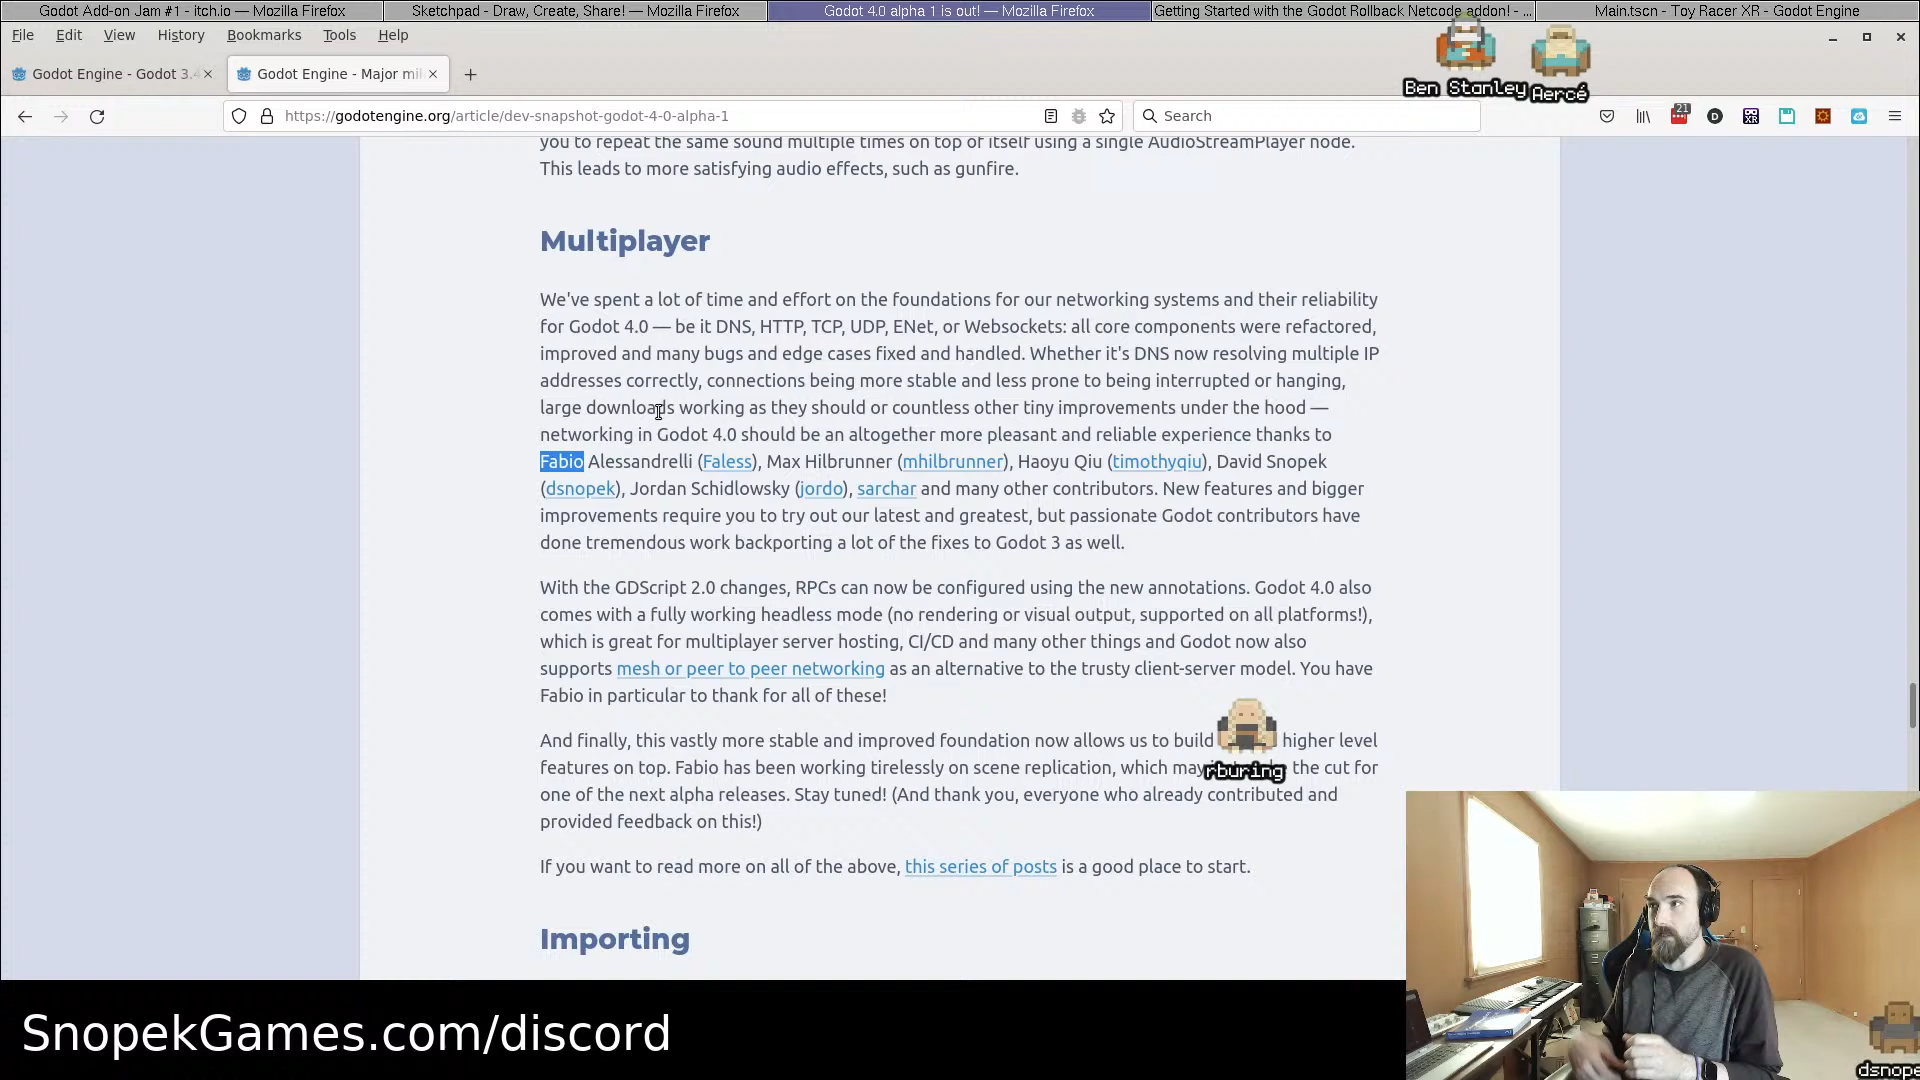 Godot Add-on Jam #1 - itch.io — Mozilla Firefox
Sketchpad - Draw, Create, Share! — Mozilla Firefox
Godot 4.0 alpha 1 is out! — Mozilla Firefox
Getting Started with the Godot Rollback Netcode addon! - ...
Main.tscn - Toy Racer XR - Godot Engine
File Edit View History Bookmarks Tools Help
Godot Engine - Godot 3.4
Godot Engine - Major mil
Ben Stanley
Aercé
https://godotengine.org/article/dev-snapshot-godot-4-0-alpha-1
Search
21
you to repeat the same sound multiple times on top of itself using a single AudioStreamPlayer node.
This leads to more satisfying audio effects, such as gunfire.
Multiplayer
We've spent a lot of time and effort on the foundations for our networking systems and their reliability
for Godot 4.0 — be it DNS, HTTP, TCP, UDP, ENet, or Websockets: all core components were refactored,
improved and many bugs and edge cases fixed and handled. Whether it's DNS now resolving multiple IP
addresses correctly, connections being more stable and less prone to being interrupted or hanging,
large downloads working as they should or countless other tiny improvements under the hood —
networking in Godot 4.0 should be an altogether more pleasant and reliable experience thanks to
Fabio Alessandrelli (Faless), Max Hilbrunner (mhilbrunner), Haoyu Qiu (timothyqiu), David Snopek
(dsnopek), Jordan Schidlowsky (jordo), sarchar and many other contributors. New features and bigger
improvements require you to try out our latest and greatest, but passionate Godot contributors have
done tremendous work backporting a lot of the fixes to Godot 3 as well.
With the GDScript 2.0 changes, RPCs can now be configured using the new annotations. Godot 4.0 also
comes with a fully working headless mode (no rendering or visual output, supported on all platforms!),
which is great for multiplayer server hosting, CI/CD and many other things and Godot now also
supports mesh or peer to peer networking as an alternative to the trusty client-server model. You have
Fabio in particular to thank for all of these!
And finally, this vastly more stable and improved foundation now allows us to build higher level
features on top. Fabio has been working tirelessly on scene replication, which may the cut for
rburing
one of the next alpha releases. Stay tuned! (And thank you, everyone who already contributed and
provided feedback on this!)
If you want to read more on all of the above, this series of posts is a good place to start.
Importing
SnopekGames.com/discord
dsnope